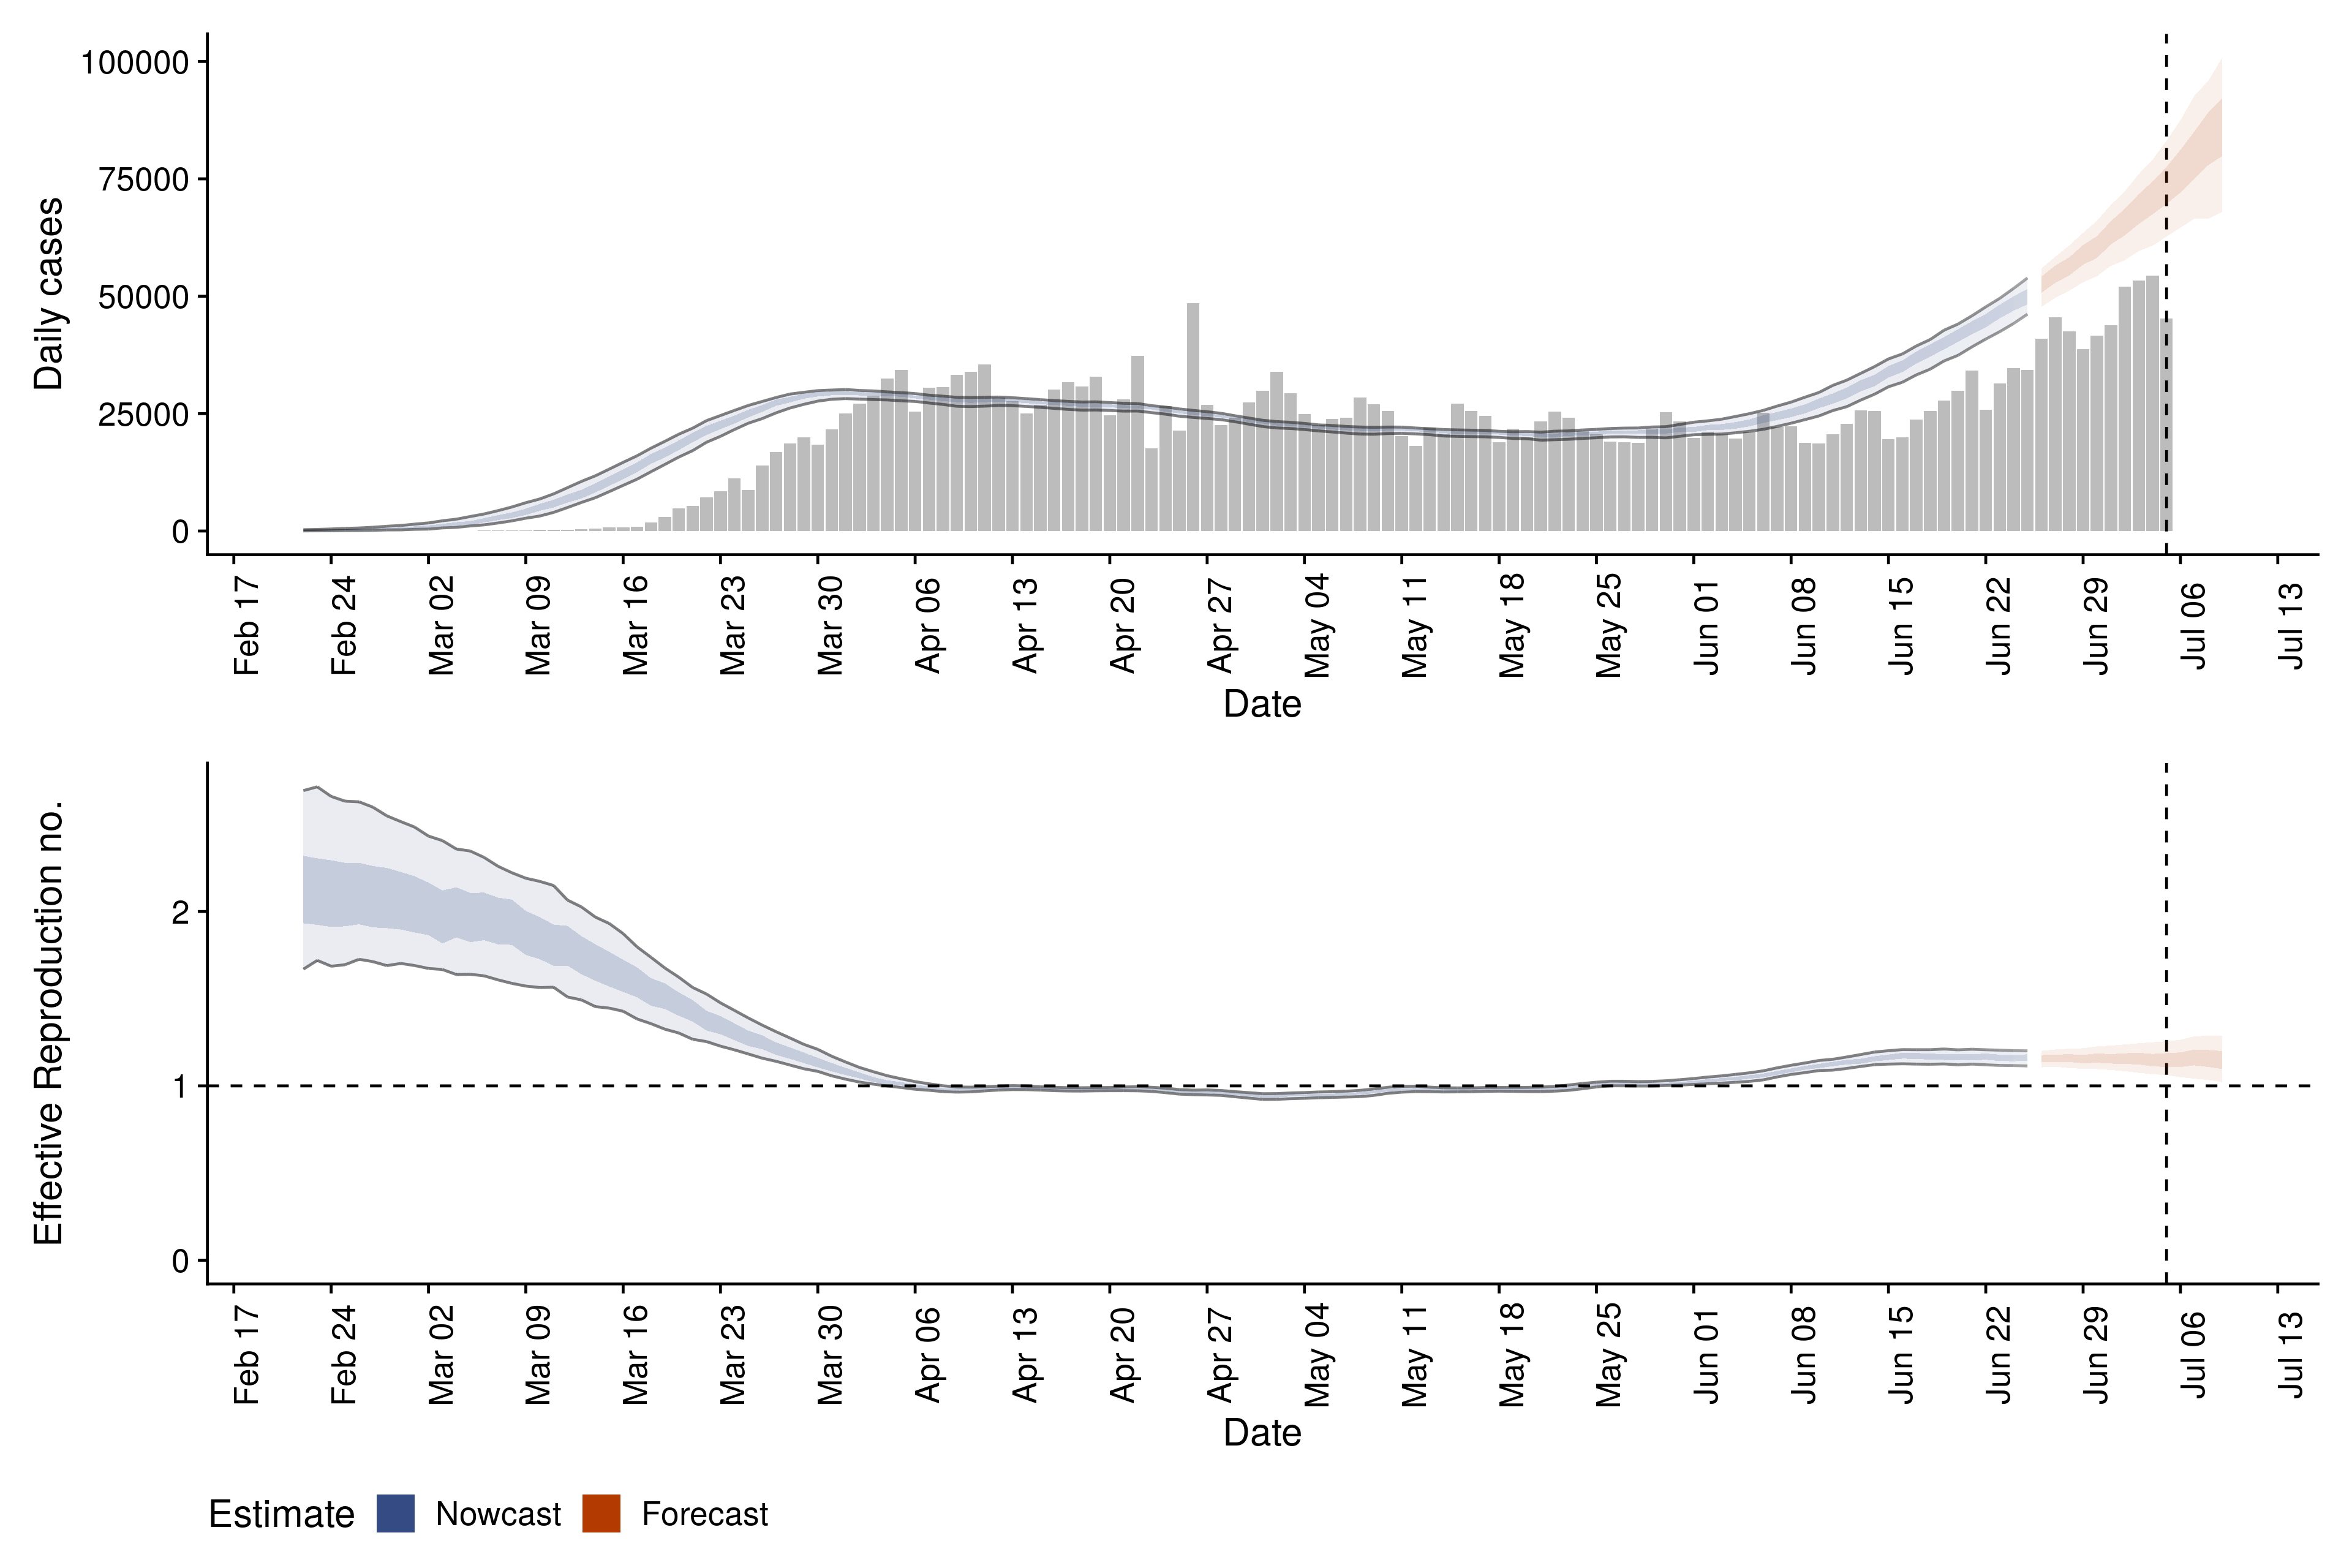 100000
75000
50000
25000
0
Daily cases
Feb 17
Feb 24
Mar 02
Mar 09
Mar 16
Mar 23
Mar 30
Apr 06
Apr 13
Apr 20
Apr 27
May 04
May 11
May 18
May 25
Jun 01
Jun 08
Jun 15
Jun 22
Jun 29
Jul 06
Jul 13
Date
2
1
0
Effective Reproduction no.
Feb 17
Feb 24
Mar 02
Mar 09
Mar 16
Mar 23
Mar 30
Apr 06
Apr 13
Apr 20
Apr 27
May 04
May 11
May 18
May 25
Jun 01
Jun 08
Jun 15
Jun 22
Jun 29
Jul 06
Jul 13
Date
Estimate Nowcast Forecast